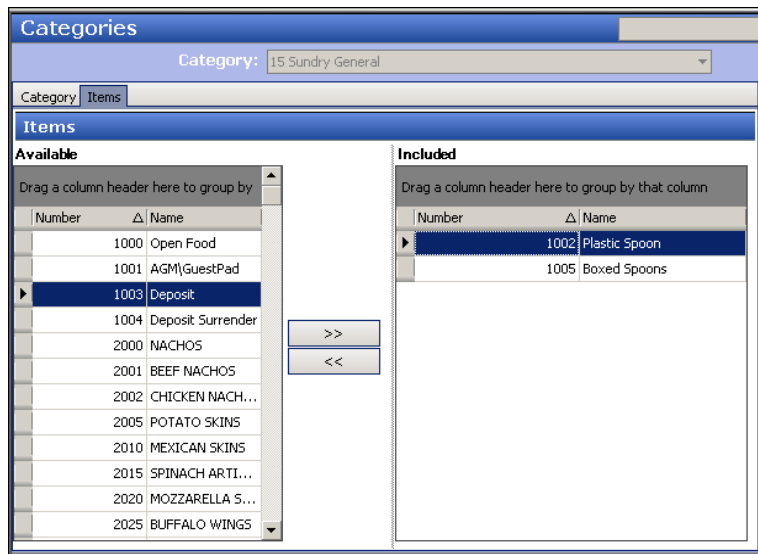 Categories
Category: 15 Sundry General
Category Items
Items
Available
Drag a column header here to group by
Number Name
1000 Open Food
1001 AGM\GuestPad
1003 Deposit
1004 Deposit Surrender
2000 NACHOS
2001 BEEF NACHOS
2002 CHICKEN NACH...
2005 POTATO SKINS
2010 MEXICAN SKINS
2015 SPINACH ARTI...
2020 MOZZARELLA S...
2025 BUFFALO WINGS
>>
<<
Included
Drag a column header here to group by that column
Number Name
1002 Plastic Spoon
1005 Boxed Spoons